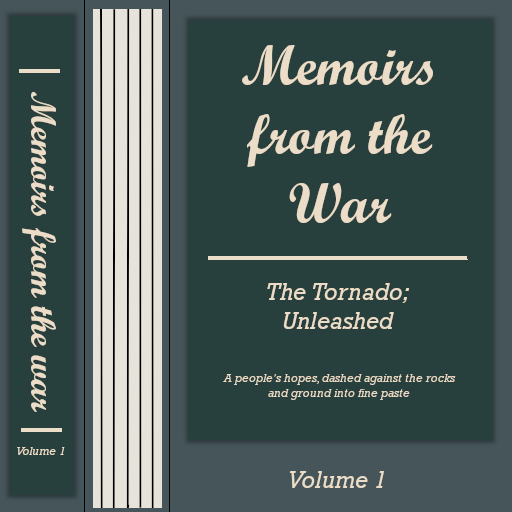 Memoirs from the war
Volume 1
Memoirs
from the
War
The Tornado;
Unleashed
A people's hopes, dashed against the rocks
and ground into fine paste
Volume 1